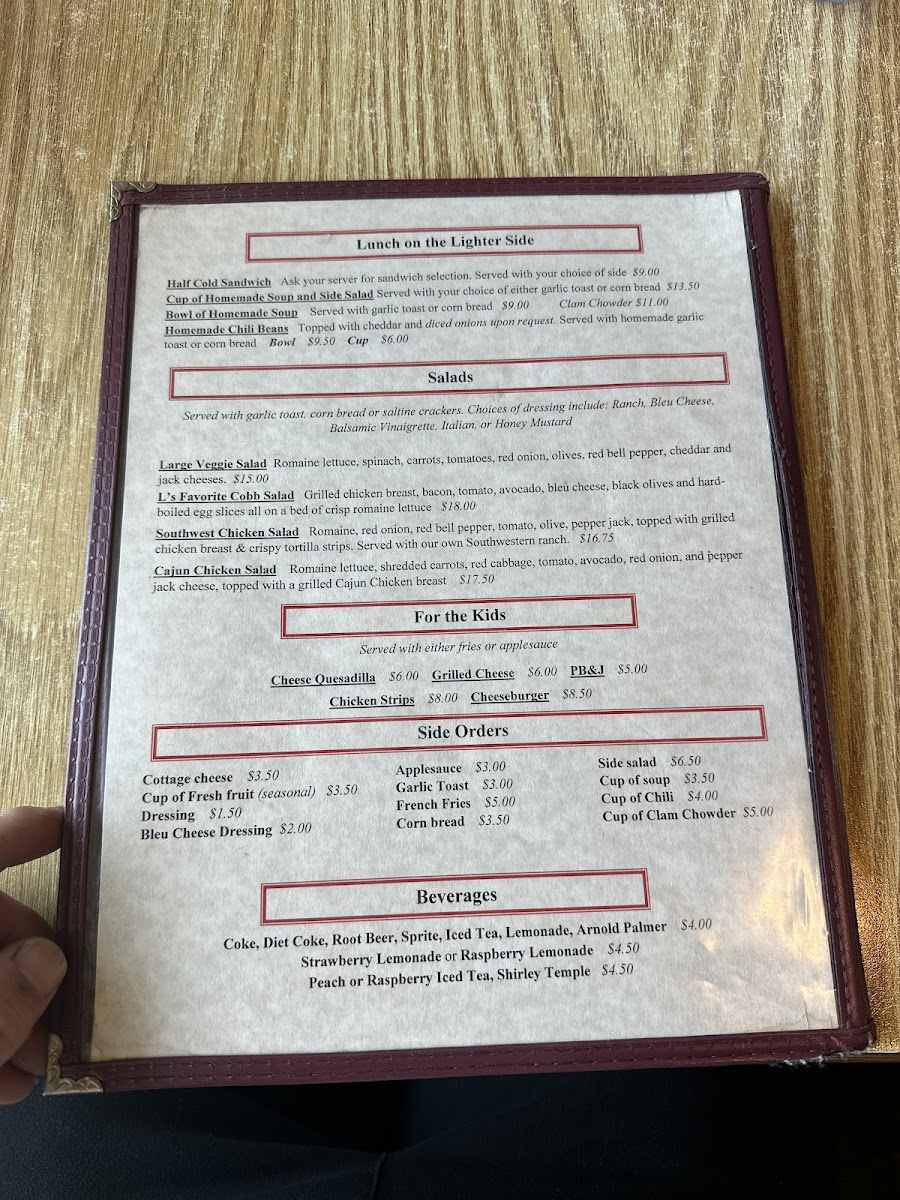 Lunch on the Lighter Side
Half Cold Sandwich Ask your server for sandwich selection. Served with your choice of side $9.00
Cup of Homemade Soup and Side Salad Served with your choice of either garlic toast or corn bread $13.50
Bowl of Homemade Soup Served with garlic toast or corn bread $9.00 Clam Chowder $11.00
Homemade Chili Beans Topped with cheddar and diced onions upon request. Served with homemade garlic
toast or corn bread Bowl $9.50 Cup $6.00
Salads
Served with garlic toast, corn bread or saltine crackers. Choices of dressing include: Ranch, Bleu Cheese,
Balsamic Vinaigrette, Italian, or Honey Mustard
Large Veggie Salad Romaine lettuce, spinach, carrots, tomatoes, red onion, olives, red bell pepper, cheddar and
jack cheeses. $15.00
L's Favorite Cobb Salad Grilled chicken breast, bacon, tomato, avocado, bleu cheese, black olives and hard-
boiled egg slices all on a bed of crisp romaine lettuce $18.00
Southwest Chicken Salad Romaine, red onion, red bell pepper, tomato, olive, pepper jack, topped with grilled
chicken breast & crispy tortilla strips. Served with our own Southwestern ranch. $16.75
Cajun Chicken Salad Romaine lettuce, shredded carrots, red cabbage, tomato, avocado, red onion, and pepper
jack cheese, topped with a grilled Cajun Chicken breast $17.50
For the Kids
Served with either fries or applesauce
Cheese Quesadilla $6.00 Grilled Cheese $6.00 PB&J $5.00
Chicken Strips $8.00 Cheeseburger $8.50
Side Orders
Cottage cheese $3.50
Cup of Fresh fruit (seasonal) $3.50
Dressing $1.50
Bleu Cheese Dressing $2.00
Applesauce $3.00
Garlic Toast $3.00
French Fries $5.00
Corn bread $3.50
Side salad $6.50
Cup of soup $3.50
Cup of Chili $4.00
Cup of Clam Chowder $5.00
Beverages
Coke, Diet Coke, Root Beer, Sprite, Iced Tea, Lemonade, Arnold Palmer $4.00
Strawberry Lemonade or Raspberry Lemonade $4.50
Peach or Raspberry Iced Tea, Shirley Temple $4.50